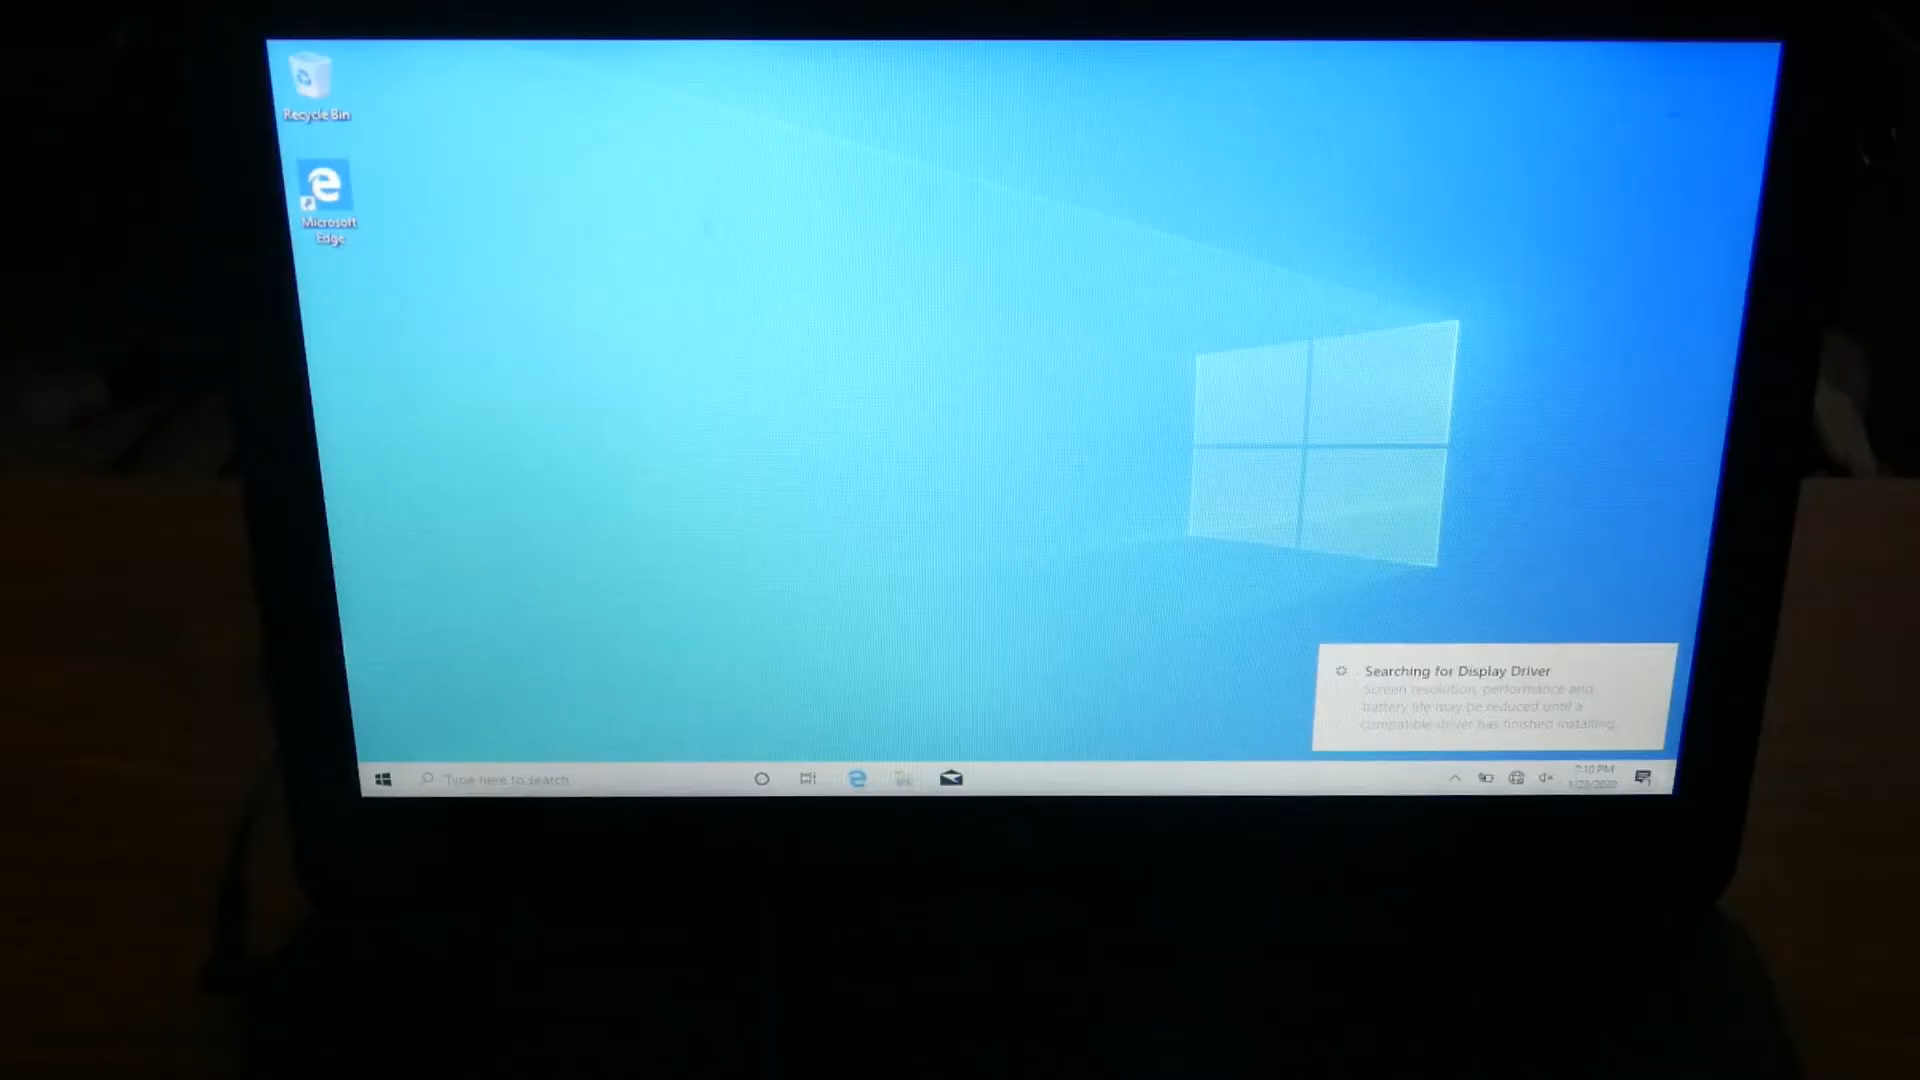 Recycle Bin
Microsoft
Edge
Searching for Display Driver
Screen resolution, performance and
battery life may be reduced until a
compatible driver has finished installing.
Type here to search
PM